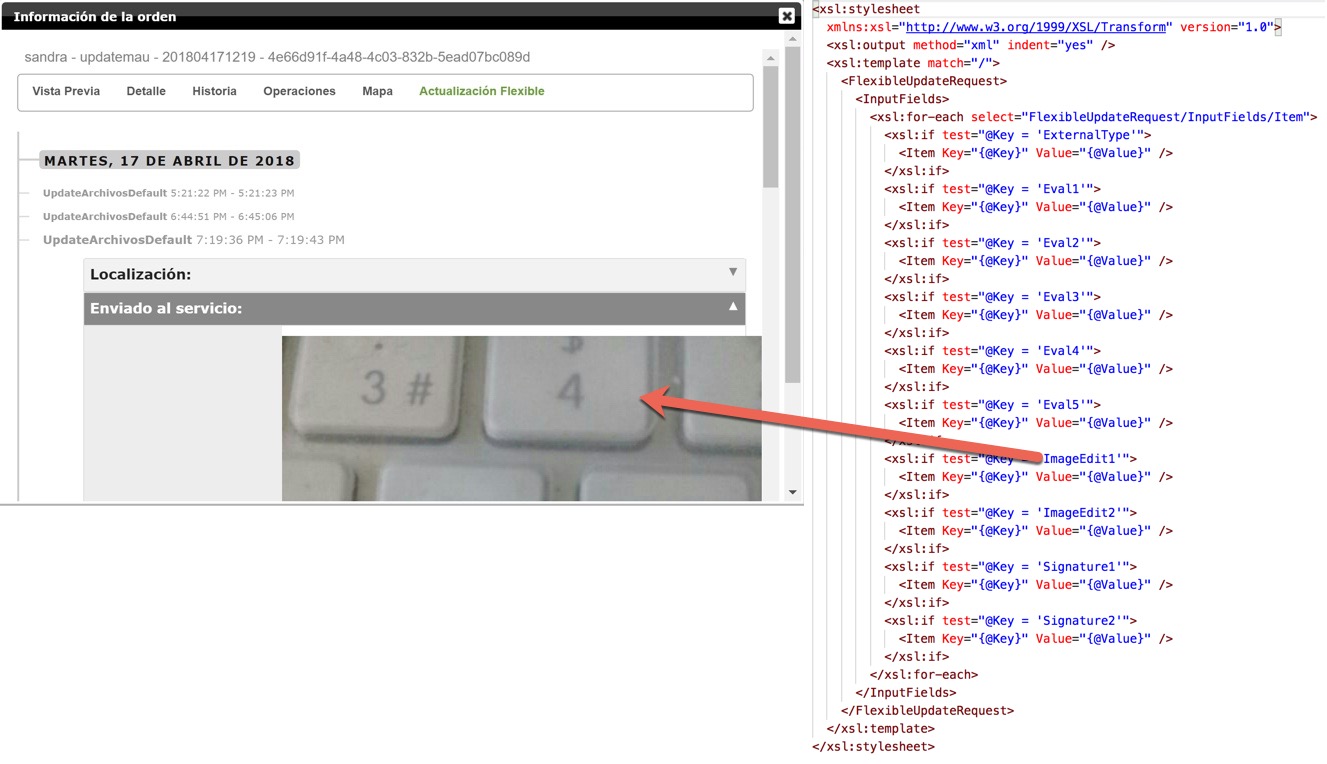 Información de la orden
sandra - updatemau - 201804171219 - 4e66d91f-4a48-4c03-832b-5ead07bc089d
Vista Previa Detalle Historia Operaciones Mapa Actualización Flexible
MARTES, 17 DE ABRIL DE 2018
UpdateArchivosDefault 5:21:22 PM - 5:21:23 PM
UpdateArchivosDefault 6:44:51 PM - 6:45:06 PM
UpdateArchivosDefault 7:19:36 PM - 7:19:43 PM
Localización:
Enviado al servicio:
3 #
$
4
<xsl:stylesheet
xmlns:xsl="http://www.w3.org/1999/XSL/Transform" version="1.0">
<xsl:output method="xml" indent="yes" />
<xsl:template match="/">
<FlexibleUpdateRequest>
<InputFields>
<xsl:for-each select="FlexibleUpdateRequest/InputFields/Item">
<xsl:if test="@Key = 'ExternalType'">
<Item Key="{@Key}" Value="{@Value}" />
</xsl:if>
<xsl:if test="@Key = 'Eval1'">
<Item Key="{@Key}" Value="{@Value}" />
</xsl:if>
<xsl:if test="@Key = 'Eval2'">
<Item Key="{@Key}" Value="{@Value}" />
</xsl:if>
<xsl:if test="@Key = 'Eval3'">
<Item Key="{@Key}" Value="{@Value}" />
</xsl:if>
<xsl:if test="@Key = 'Eval4'">
<Item Key="{@Key}" Value="{@Value}" />
</xsl:if>
<xsl:if test="@Key = 'Eval5'">
<Item Key="{@Key}" Value="{@Value}" />
</xsl:if>
<xsl:if test="@Key = 'ImageEdit1'">
<Item Key="{@Key}" Value="{@Value}" />
</xsl:if>
<xsl:if test="@Key = 'ImageEdit2'">
<Item Key="{@Key}" Value="{@Value}" />
</xsl:if>
<xsl:if test="@Key = 'Signature1'">
<Item Key="{@Key}" Value="{@Value}" />
</xsl:if>
<xsl:if test="@Key = 'Signature2'">
<Item Key="{@Key}" Value="{@Value}" />
</xsl:if>
</xsl:for-each>
</InputFields>
</FlexibleUpdateRequest>
</xsl:template>
</xsl:stylesheet>